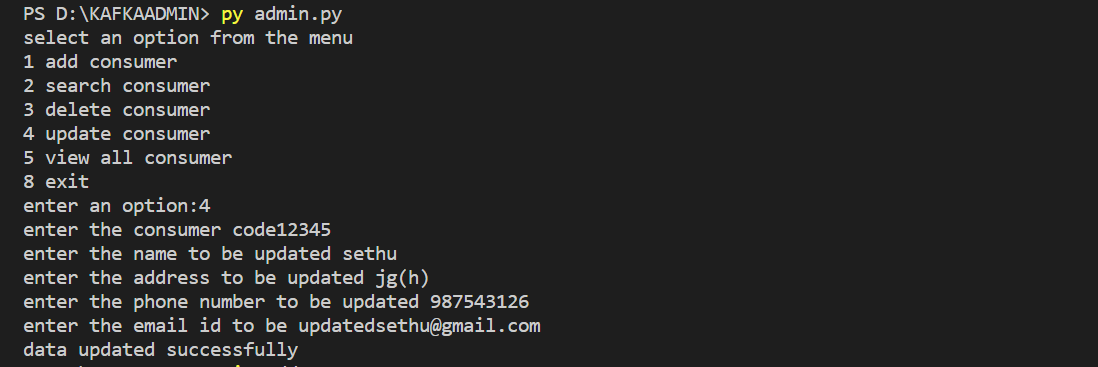 PS D:\KAFKAADMIN> py admin.py
select an option from the menu
1 add consumer
2 search consumer
3 delete consumer
4 update consumer
5 view all consumer
8 exit
enter an option:4
enter the consumer code12345
enter the name to be updated sethu
enter the address to be updated jg(h)
enter the phone number to be updated 987543126
enter the email id to be updatedsethu@gmail.com
data updated successfully